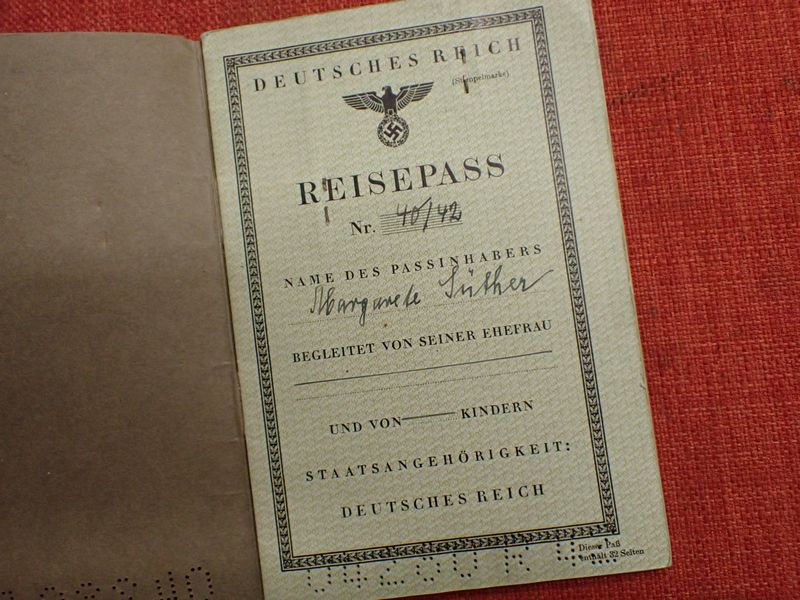 DEUTSCHES REICH
(Stempelmarke)
REISEPASS
Nr. 40/42
NAME DES PASSINHABERS
Margarete Süther
BEGLEITET VON SEINER EHEFRAU
UND VON KINDERN
STAATSANGEHÖRIGKEIT:
DEUTSCHES REICH
Dieser Paß
enthält 32 Seiten